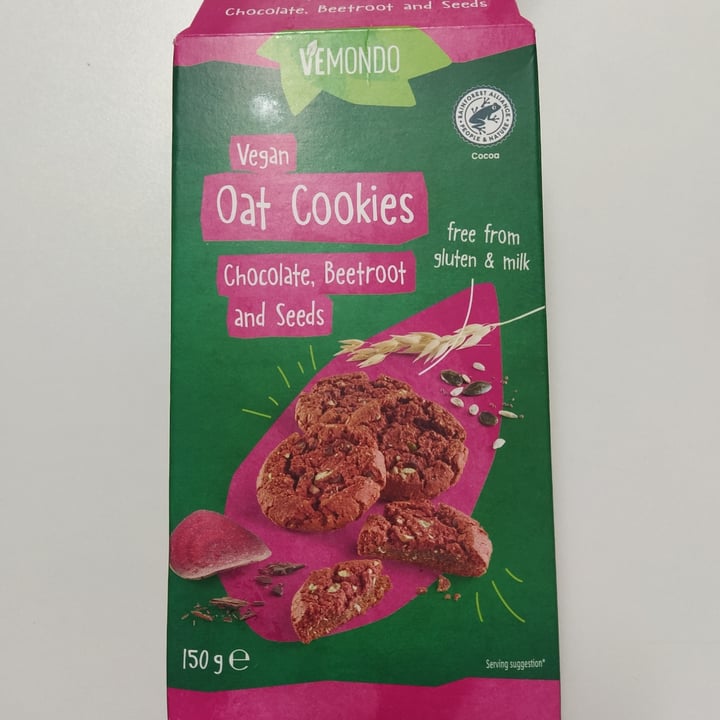 Chocolate, Beetroot and Seeds
VEMONDO
RAINFOREST ALLIANCE
PEOPLE & NATURE
Cocoa
Vegan
Oat Cookies
free from
gluten & milk
Chocolate, Beetroot
and Seeds
150 g ℮
Serving suggestion*